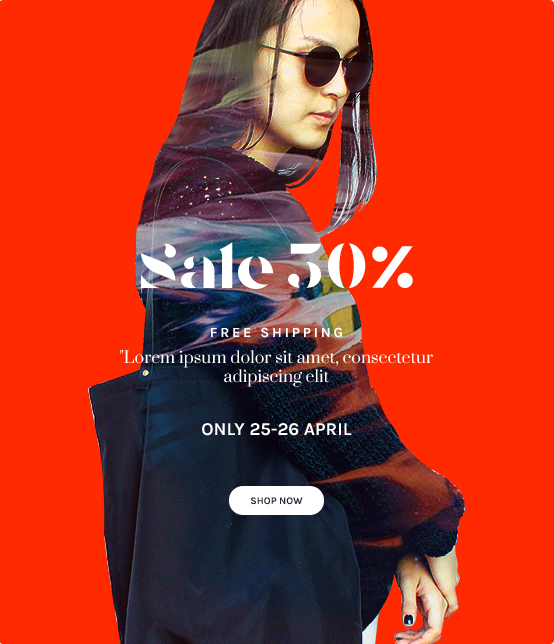 Sale 50%
FREE SHIPPING
"Lorem ipsum dolor sit amet, consectetur
adipiscing elit
ONLY 25-26 APRIL
SHOP NOW